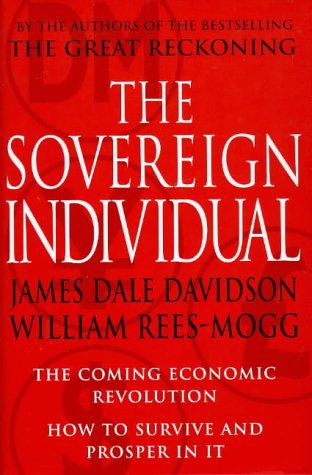 BY THE AUTHORS OF THE BESTSELLING
THE GREAT RECKONING
THE
SOVEREIGN
INDIVIDUAL
JAMES DALE DAVIDSON
WILLIAM REES-MOGG
THE COMING ECONOMIC
REVOLUTION
HOW TO SURVIVE AND
PROSPER IN IT